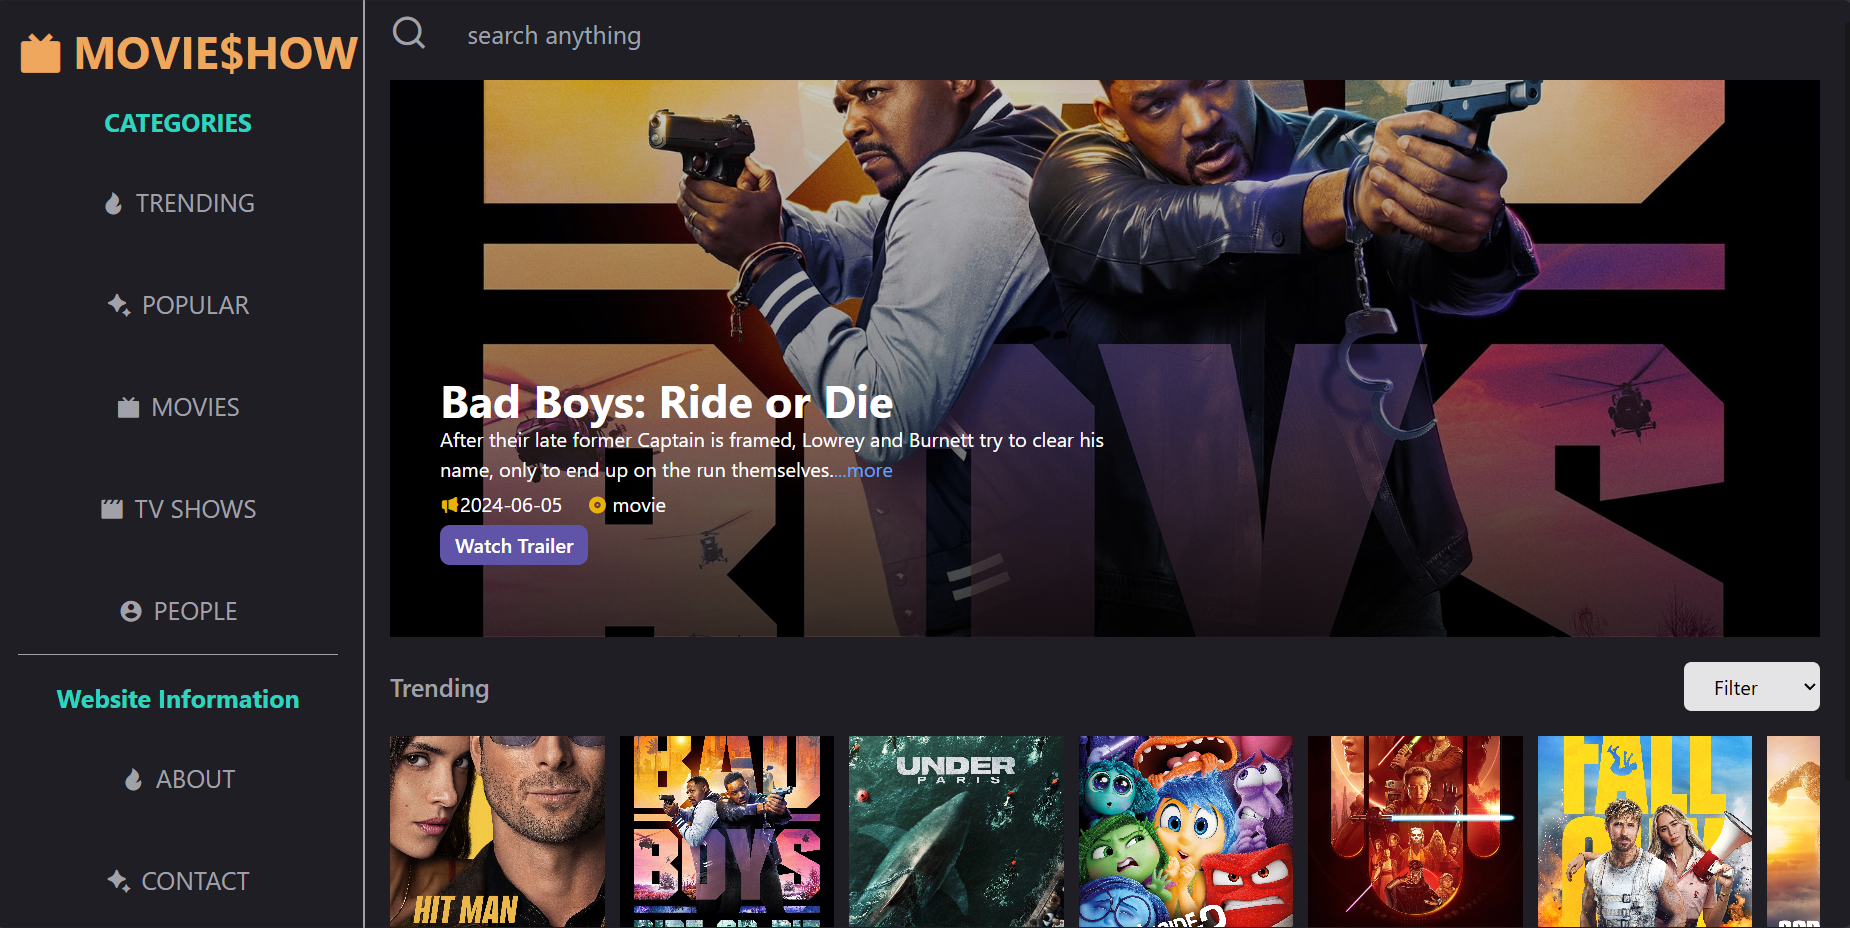 MOVIE$HOW
search anything
CATEGORIES
TRENDING
POPULAR
MOVIES
TV SHOWS
PEOPLE
Website Information
ABOUT
CONTACT
BOYS
Bad Boys: Ride or Die
After their late former Captain is framed, Lowrey and Burnett try to clear his
name, only to end up on the run themselves....more
2024-06-05 movie
Watch Trailer
Trending
Filter
HIT MAN
BAD
BOYS
UNDER
PARIS
FALL